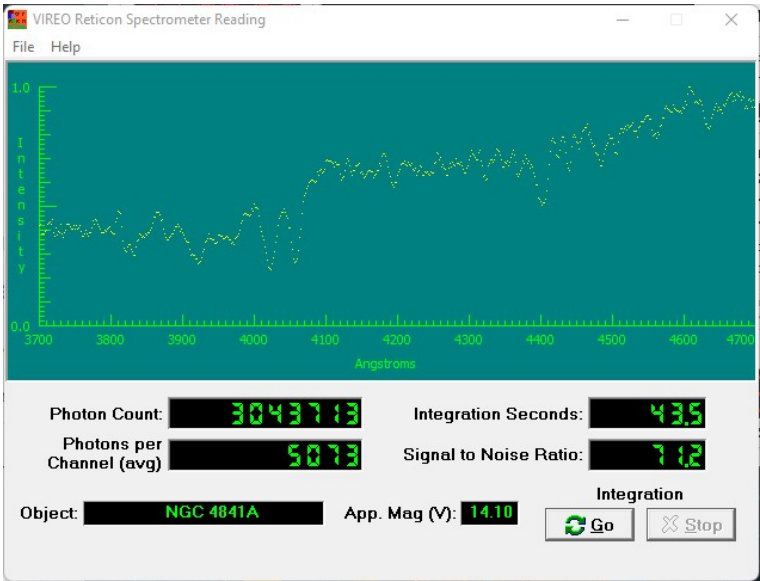 VIREO Reticon Spectrometer Reading
File Help
1.0
Intensity
0.0
3700 3800 3900 4000 4100 4200 4300 4400 4500 4600 4700
Angstroms
Photon Count: 3043713 Integration Seconds: 43.5
Photons per Channel (avg) 5073 Signal to Noise Ratio: 71.2
Integration
Object: NGC 4841A App. Mag (V): 14.10 Go Stop